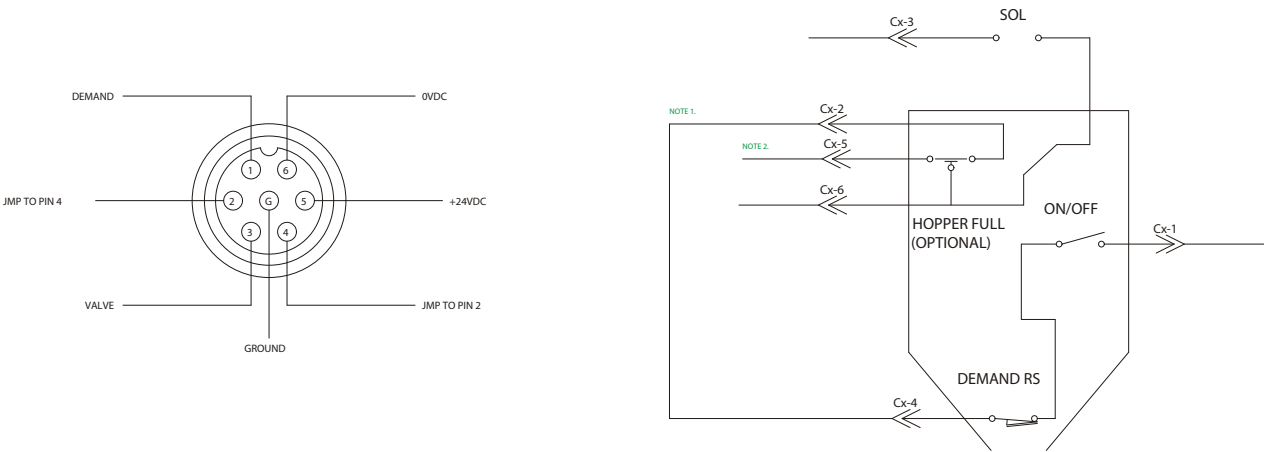 DEMAND
0VDC
1
6
JMP TO PIN 4
2
G
5
+24VDC
3
4
VALVE
JMP TO PIN 2
GROUND
SOL
Cx-3
NOTE 1.
Cx-2
NOTE 2.
Cx-5
Cx-6
HOPPER FULL
(OPTIONAL)
ON/OFF
Cx-1
DEMAND RS
Cx-4